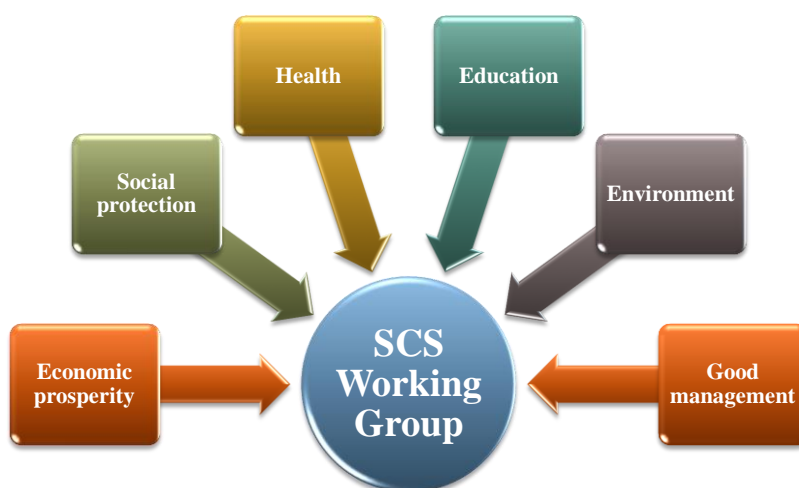 Health
Education
Social
protection
Environment
SCS
Working
Group
Economic
prosperity
Good
management